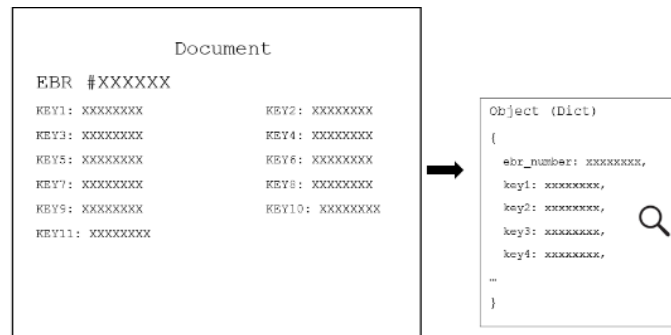 Document
EBR #XXXXXX
KEY1: XXXXXXXX KEY2: XXXXXXXX
KEY3: XXXXXXXX KEY4: XXXXXXXX
KEY5: XXXXXXXX KEY6: XXXXXXXX
KEY7: XXXXXXXX KEY8: XXXXXXXX
KEY9: XXXXXXXX KEY10: XXXXXXXX
KEY11: XXXXXXXX
Object (Dict)
{
ebr_number: xxxxxxxx,
key1: xxxxxxxx,
key2: xxxxxxxx,
key3: xxxxxxxx,
key4: xxxxxxxx,
…
}